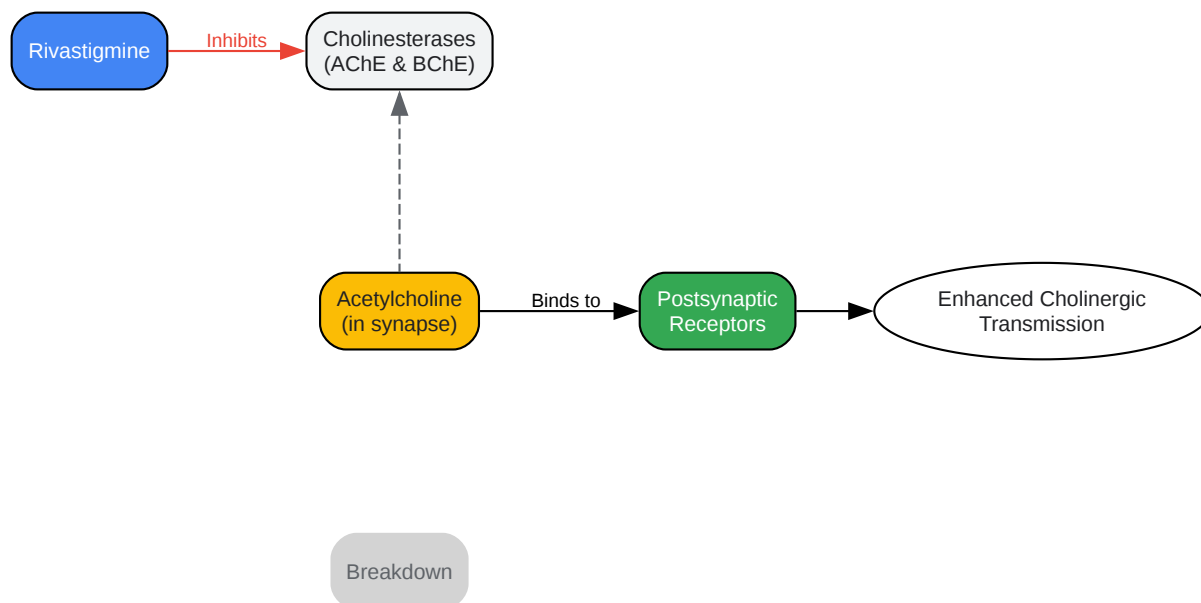 Rivastigmine
Inhibits
Cholinesterases
(AChE & BChE)
Acetylcholine
(in synapse)
Binds to
Postsynaptic
Receptors
Enhanced Cholinergic
Transmission
Breakdown